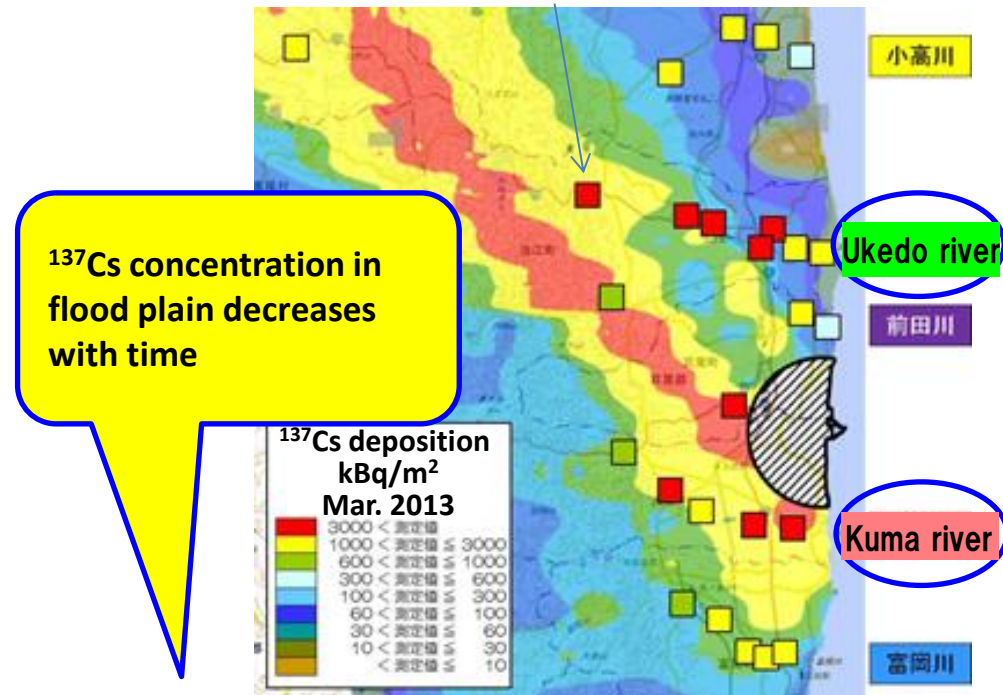 小高川
Ukedo river
前田川
Kuma river
富岡川
¹³⁷Cs concentration in
flood plain decreases
with time
¹³⁷Cs deposition
kBq/m²
Mar. 2013
3000 < 測定値
1000 < 測定値 ≦ 3000
600 < 測定値 ≦ 1000
300 < 測定値 ≦ 600
100 < 測定値 ≦ 300
60 < 測定値 ≦ 100
30 < 測定値 ≦ 60
10 < 測定値 ≦ 30
< 測定値 ≦ 10